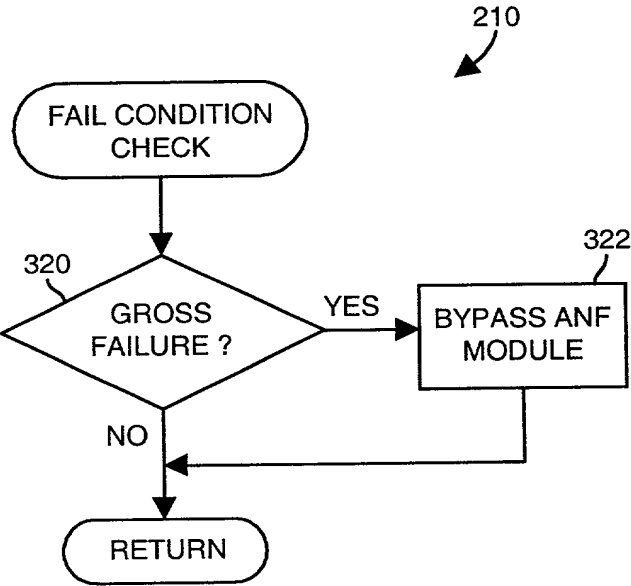 210
FAIL CONDITION
CHECK
320
322
GROSS
FAILURE ?
YES
BYPASS ANF
MODULE
NO
RETURN